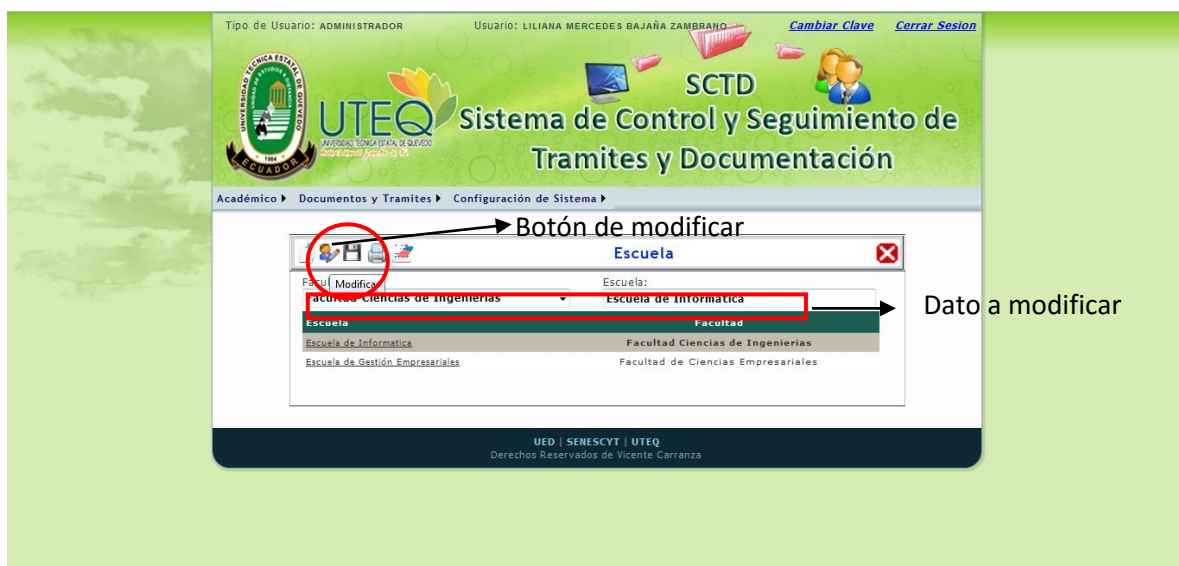 Tipo de Usuario: ADMINISTRADOR Usuario: LILIANA MERCEDES BAJAÑA ZAMBRANO Cambiar Clave Cerrar Sesion
UTEQ
SCTD
Sistema de Control y Seguimiento de
Tramites y Documentación
1984
ECUADOR
Académico Documentos y Tramites Configuración de Sistema
Botón de modificar
Escuela
Modificar
Escuela:
Facultad Ciencias de Ingenierias Escuela de Informatica
Dato a modificar
Escuela Facultad
Escuela de Informatica Facultad Ciencias de Ingenierias
Escuela de Gestión Empresariales Facultad de Ciencias Empresariales
UED | SENESCYT | UTEQ
Derechos Reservados de Vicente Carranza